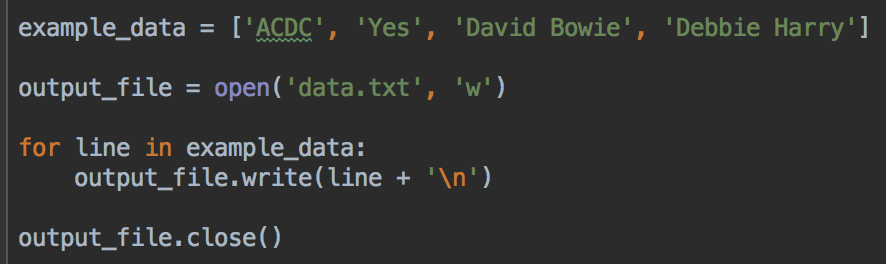 example_data = ['ACDC', 'Yes', 'David Bowie', 'Debbie Harry']
output_file = open('data.txt', 'w')
for line in example_data:
    output_file.write(line + '\n')
output_file.close()